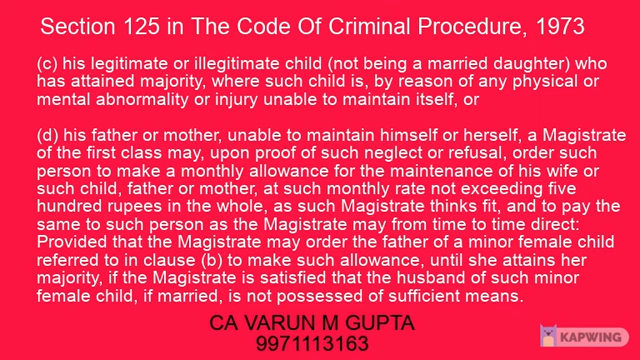 Section 125 in The Code Of Criminal Procedure, 1973
(c) his legitimate or illegitimate child (not being a married daughter) who
has attained majority, where such child is, by reason of any physical or
mental abnormality or injury unable to maintain itself, or
(d) his father or mother, unable to maintain himself or herself, a Magistrate
of the first class may, upon proof of such neglect or refusal, order such
person to make a monthly allowance for the maintenance of his wife or
such child, father or mother, at such monthly rate not exceeding five
hundred rupees in the whole, as such Magistrate thinks fit, and to pay the
same to such person as the Magistrate may from time to time direct:
Provided that the Magistrate may order the father of a minor female child
referred to in clause (b) to make such allowance, until she attains her
majority, if the Magistrate is satisfied that the husband of such minor
female child, if married, is not possessed of sufficient means.
CA VARUN M GUPTA
9971113163
KAPWING